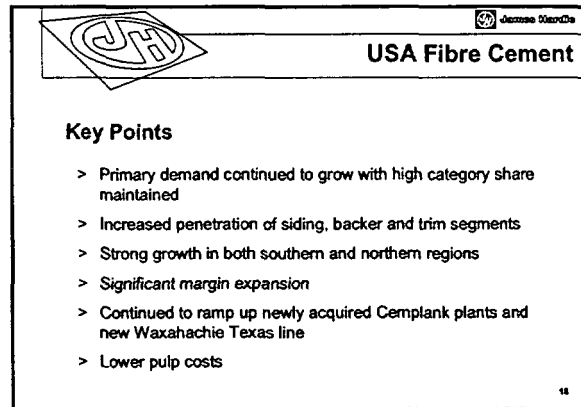 James Hardie
JH
USA Fibre Cement
Key Points
> Primary demand continued to grow with high category share
maintained
> Increased penetration of siding, backer and trim segments
> Strong growth in both southern and northern regions
> Significant margin expansion
> Continued to ramp up newly acquired Cemplank plants and
new Waxahachie Texas line
> Lower pulp costs
18